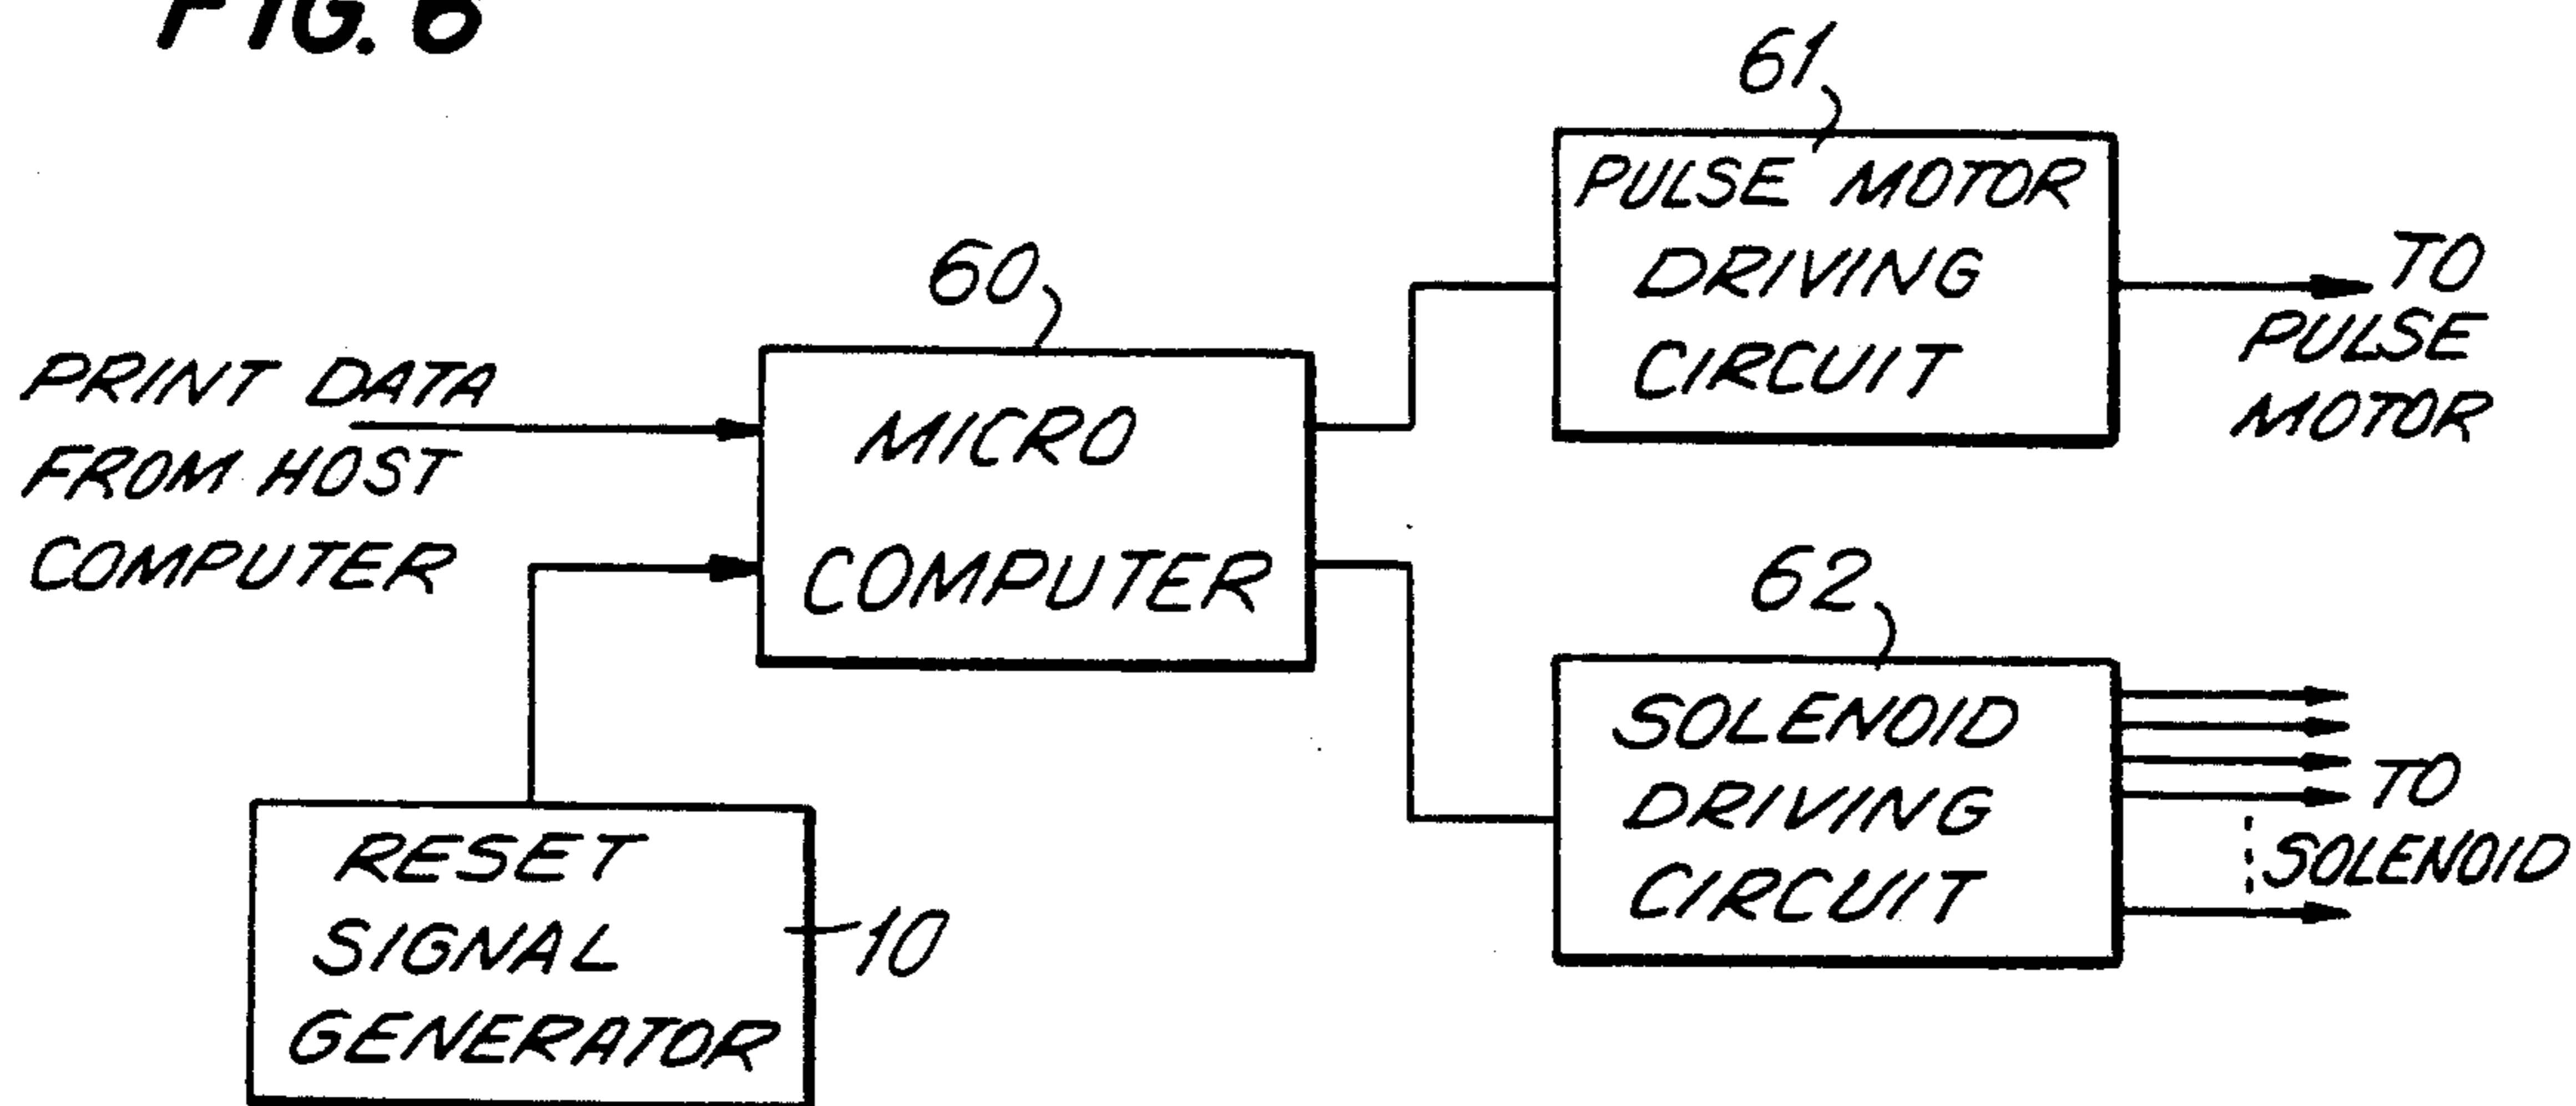 FIG. 6
61
PULSE MOTOR
DRIVING
CIRCUIT
TO
PULSE
MOTOR
60
MICRO
COMPUTER
PRINT DATA
FROM HOST
COMPUTER
62
SOLENOID
DRIVING
CIRCUIT
TO
SOLENOID
RESET
SIGNAL
GENERATOR
10